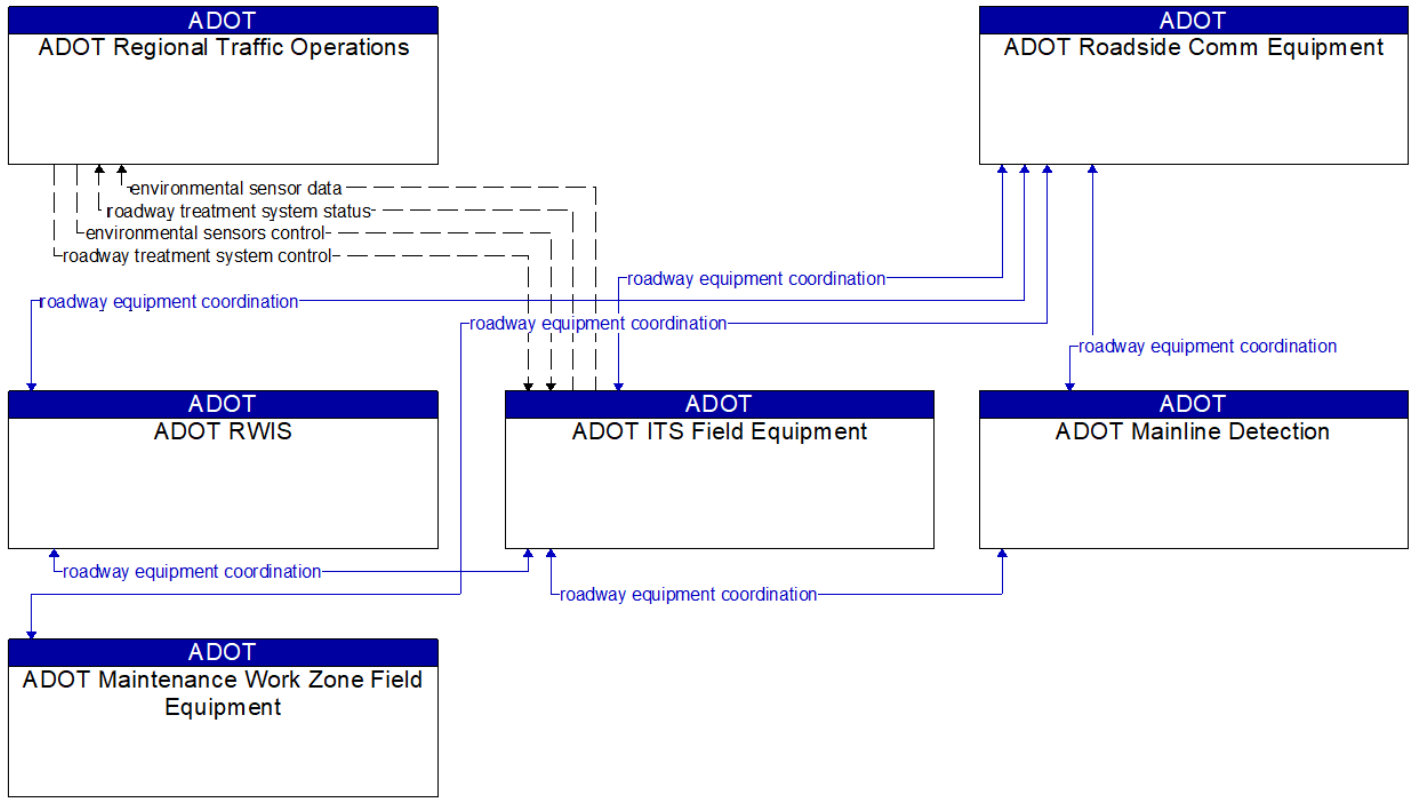 ADOT
ADOT Regional Traffic Operations
ADOT
ADOT Roadside Comm Equipment
environmental sensor data
roadway treatment system status
environmental sensors control
roadway treatment system control
roadway equipment coordination
roadway equipment coordination
roadway equipment coordination
roadway equipment coordination
ADOT
ADOT RWIS
ADOT
ADOT ITS Field Equipment
ADOT
ADOT Mainline Detection
roadway equipment coordination
roadway equipment coordination
ADOT
ADOT Maintenance Work Zone Field
Equipment